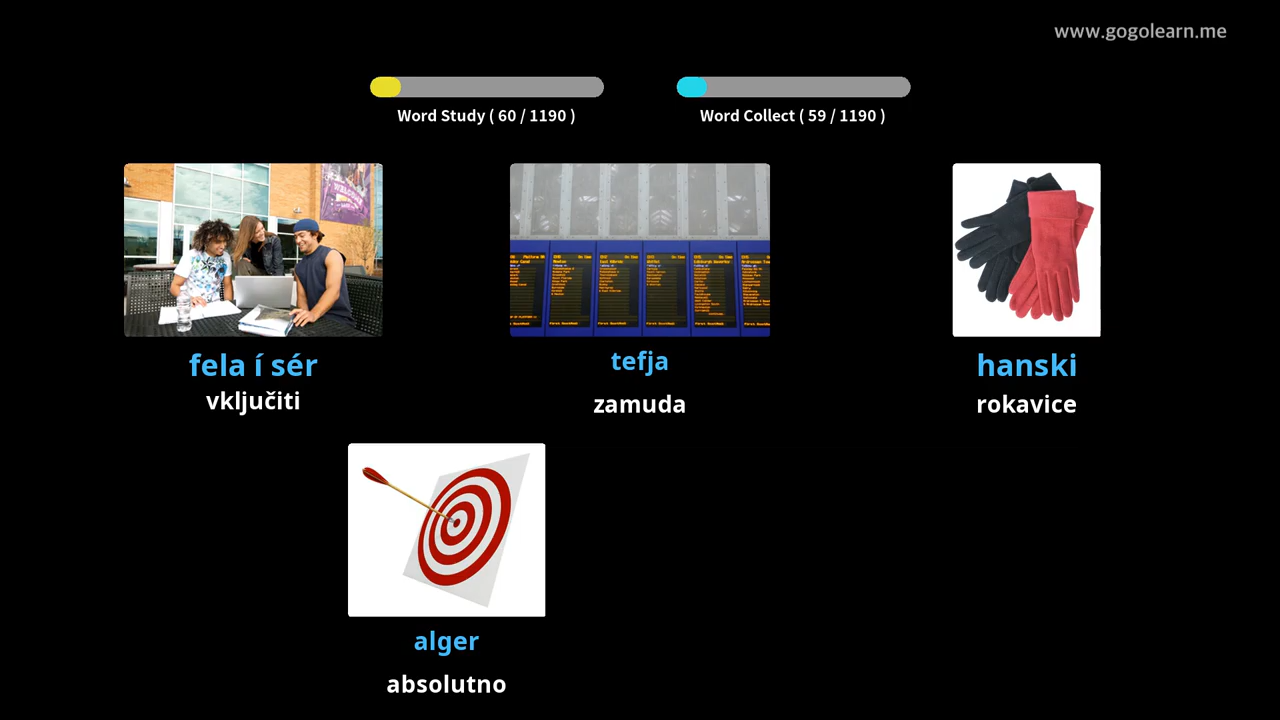 www.gogolearn.me
Word Study ( 60 / 1190 )
Word Collect ( 59 / 1190 )
WELCOME
fela í sér
vključiti
tefja
zamuda
hanski
rokavice
alger
absolutno